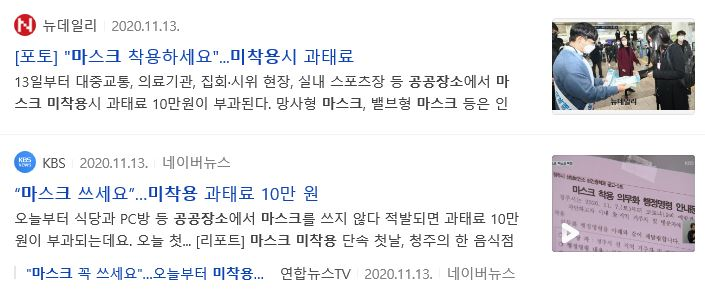 뉴데일리 2020.11.13.
[포토] "마스크 착용하세요"...미착용시 과태료
13일부터 대중교통, 의료기관, 집회·시위 현장, 실내 스포츠장 등 공공장소에서 마
스크 미착용시 과태료 10만원이 부과된다. 망사형 마스크, 밸브형 마스크 등은 인
뉴데일리
KBS NEWS
KBS 2020.11.13. 네이버뉴스
“마스크 쓰세요”...미착용 과태료 10만 원
오늘부터 식당과 PC방 등 공공장소에서 마스크를 쓰지 않다 적발되면 과태료 10만
원이 부과되는데요. 오늘 첫... [리포트] 마스크 미착용 단속 첫날, 청주의 한 음식점
"마스크 꼭 쓰세요"...오늘부터 미착용... 연합뉴스TV 2020.11.13. 네이버뉴스
KBS
마스크 착용 의무화 행정명령 안내문